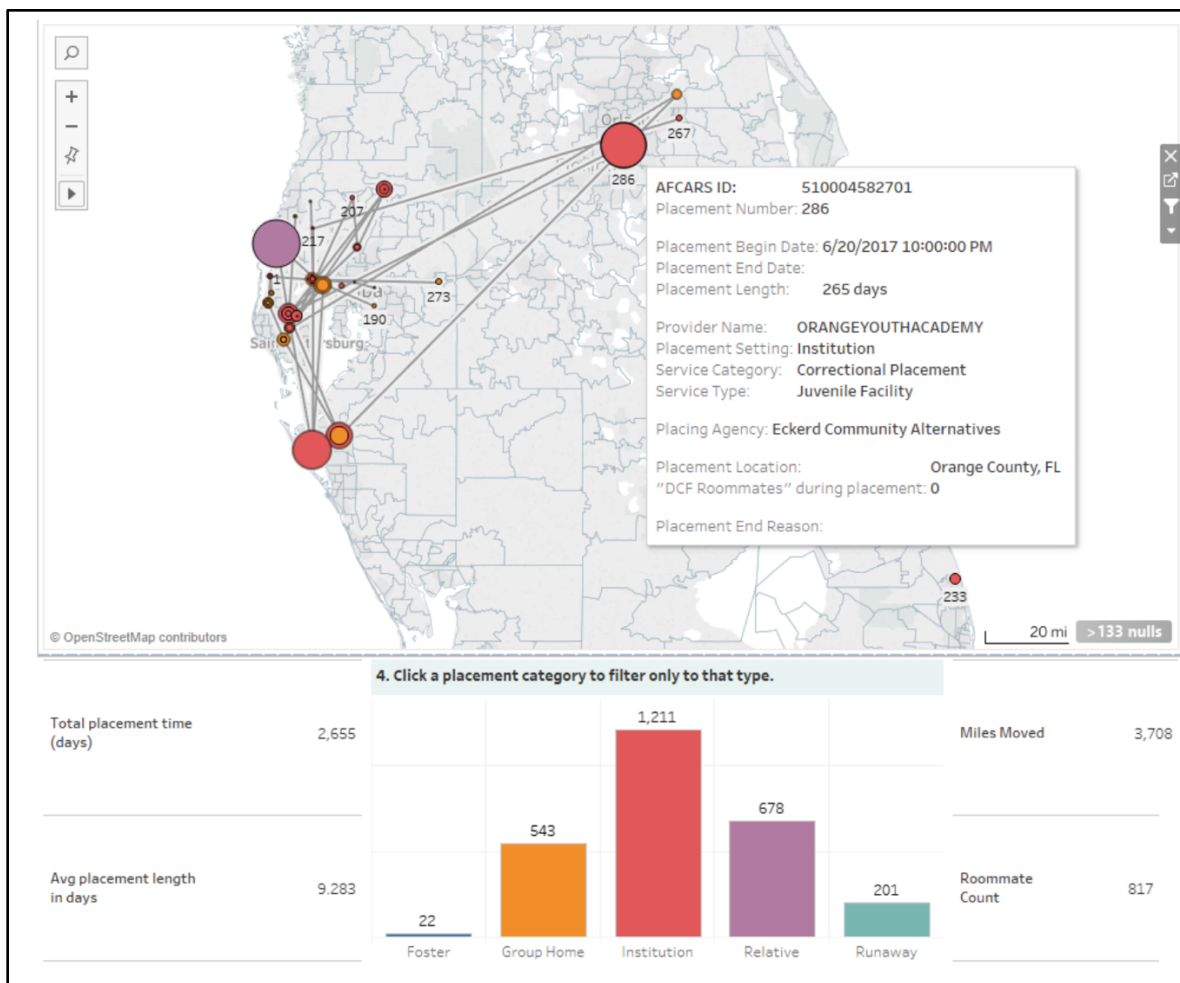 Orl
267
286
AFCARS ID: 510004582701
Placement Number: 286
Placement Begin Date: 6/20/2017 10:00:00 PM
Placement End Date:
Placement Length: 265 days
Provider Name: ORANGEYOUTHACADEMY
Placement Setting: Institution
Service Category: Correctional Placement
Service Type: Juvenile Facility
Placing Agency: Eckerd Community Alternatives
Placement Location: Orange County, FL
"DCF Roommates" during placement: 0
Placement End Reason:
207
217
1
273
190
Sain tersburg
233
© OpenStreetMap contributors
20 mi
>133 nulls
4. Click a placement category to filter only to that type.
Total placement time
(days)
2,655
Avg placement length
in days
9.283
1,211
678
543
201
22
Foster Group Home Institution Relative Runaway
Miles Moved 3,708
Roommate
Count
817